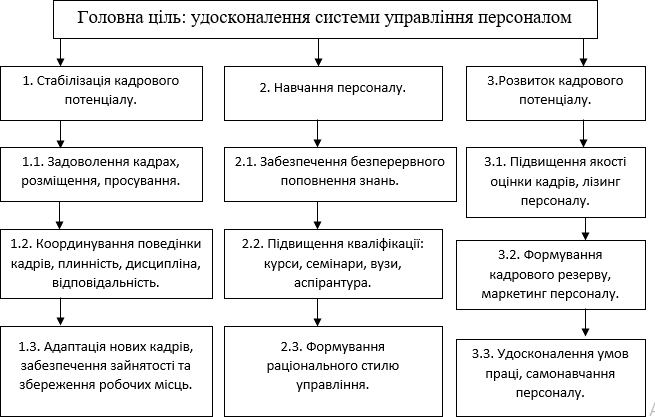 Головна ціль: удосконалення системи управління персоналом
1. Стабілізація кадрового
потенціалу.
2. Навчання персоналу.
3.Розвиток кадрового
потенціалу.
1.1. Задоволення кадрах,
розміщення, просування.
2.1. Забезпечення безперервного
поповнення знань.
3.1. Підвищення якості
оцінки кадрів, лізинг
персоналу.
1.2. Координування поведінки
кадрів, плинність, дисципліна,
відповідальність.
2.2. Підвищення кваліфікації:
курси, семінари, вузи,
аспірантура.
3.2. Формування
кадрового резерву,
маркетинг персоналу.
1.3. Адаптація нових кадрів,
забезпечення зайнятості та
збереження робочих місць.
2.3. Формування
раціонального стилю
управління.
3.3. Удосконалення умов
праці, самонавчання
персоналу.